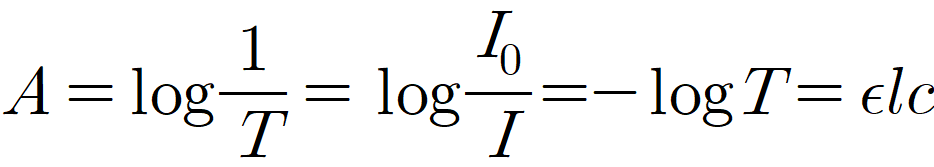 A = log 1/T = log I₀/I = − log T = ϵlc